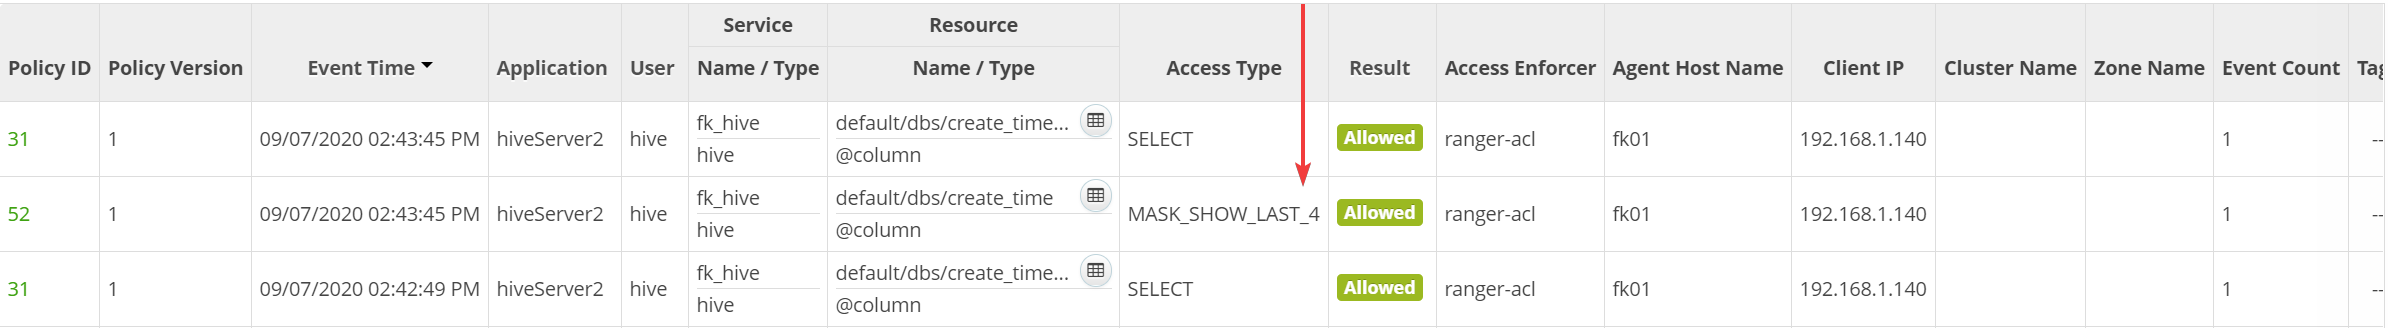 Service Resource
Policy ID Policy Version Event Time Application User Name / Type Name / Type Access Type Result Access Enforcer Agent Host Name Client IP Cluster Name Zone Name Event Count Tag
31 1 09/07/2020 02:43:45 PM hiveServer2 hive fk_hive default/dbs/create_time... SELECT Allowed ranger-acl fk01 192.168.1.140 1 --
hive @column
52 1 09/07/2020 02:43:45 PM hiveServer2 hive fk_hive default/dbs/create_time MASK_SHOW_LAST_4 Allowed ranger-acl fk01 192.168.1.140 1 --
hive @column
31 1 09/07/2020 02:42:49 PM hiveServer2 hive fk_hive default/dbs/create_time... SELECT Allowed ranger-acl fk01 192.168.1.140 1 --
hive @column